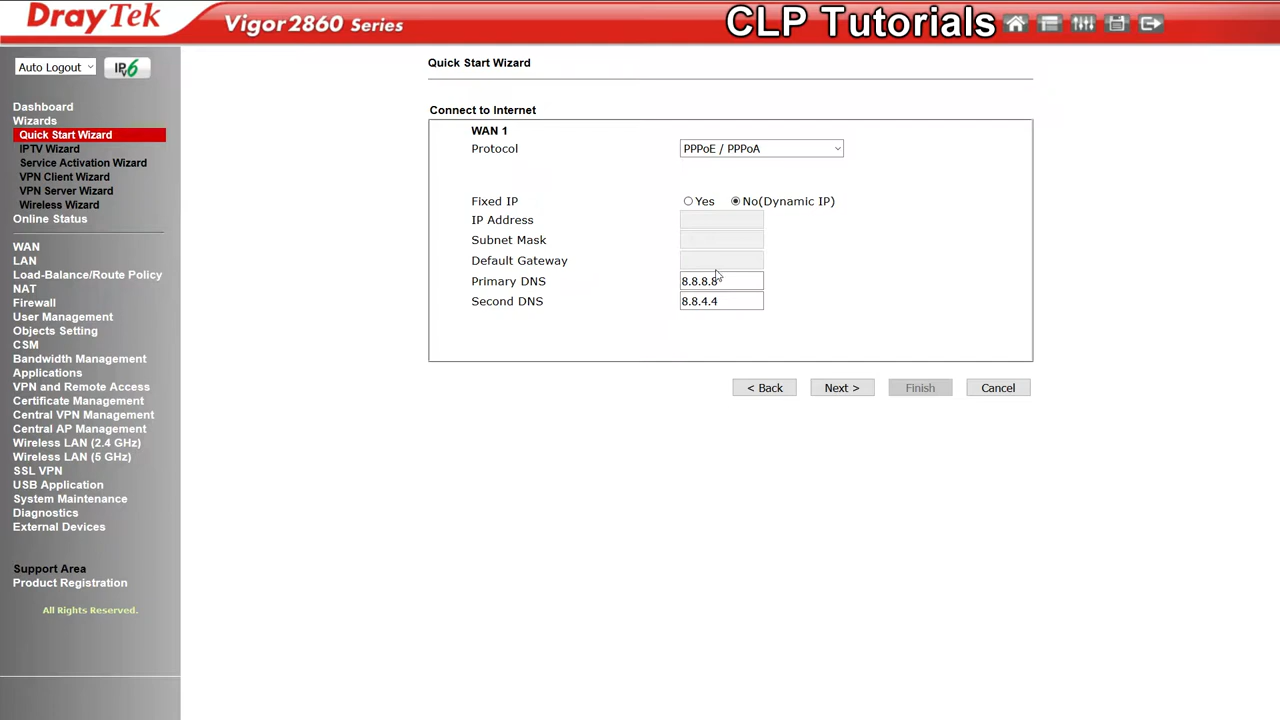 DrayTek
Vigor2860 Series
CLP Tutorials
Auto Logout
IPv6
Dashboard
Wizards
Quick Start Wizard
IPTV Wizard
Service Activation Wizard
VPN Client Wizard
VPN Server Wizard
Wireless Wizard
Online Status
WAN
LAN
Load-Balance/Route Policy
NAT
Firewall
User Management
Objects Setting
CSM
Bandwidth Management
Applications
VPN and Remote Access
Certificate Management
Central VPN Management
Central AP Management
Wireless LAN (2.4 GHz)
Wireless LAN (5 GHz)
SSL VPN
USB Application
System Maintenance
Diagnostics
External Devices
Support Area
Product Registration
All Rights Reserved.
Quick Start Wizard
Connect to Internet
WAN 1
Protocol PPPoE / PPPoA
Fixed IP Yes No(Dynamic IP)
IP Address
Subnet Mask
Default Gateway
Primary DNS 8.8.8.8
Second DNS 8.8.4.4
< Back Next > Finish Cancel